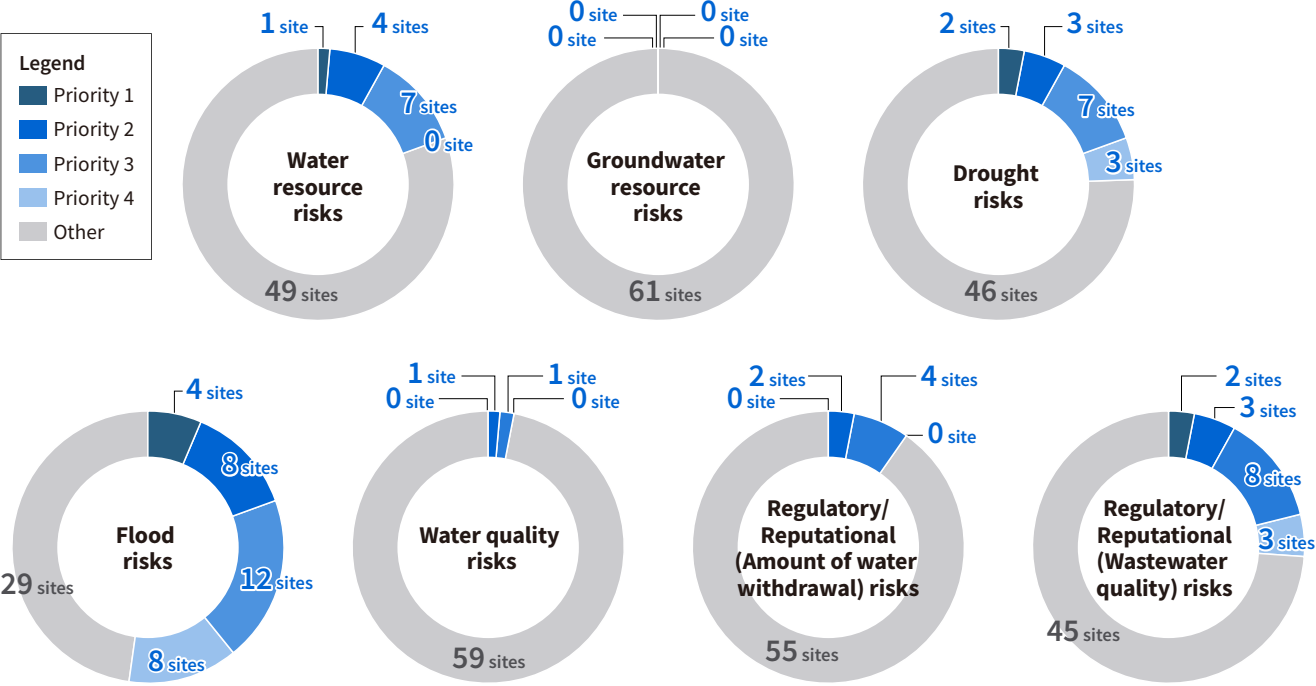 Legend
Priority 1
Priority 2
Priority 3
Priority 4
Other
1 site
4 sites
7 sites
0 site
Water
resource
risks
49 sites
0 site
0 site
0 site
0 site
Groundwater
resource
risks
61 sites
2 sites
3 sites
7 sites
3 sites
Drought
risks
46 sites
4 sites
8 sites
12 sites
8 sites
29 sites
Flood
risks
1 site
1 site
0 site
0 site
Water quality
risks
59 sites
2 sites
4 sites
0 site
0 site
Regulatory/
Reputational
(Amount of water
withdrawal) risks
55 sites
2 sites
3 sites
8 sites
3 sites
Regulatory/
Reputational
(Wastewater
quality) risks
45 sites